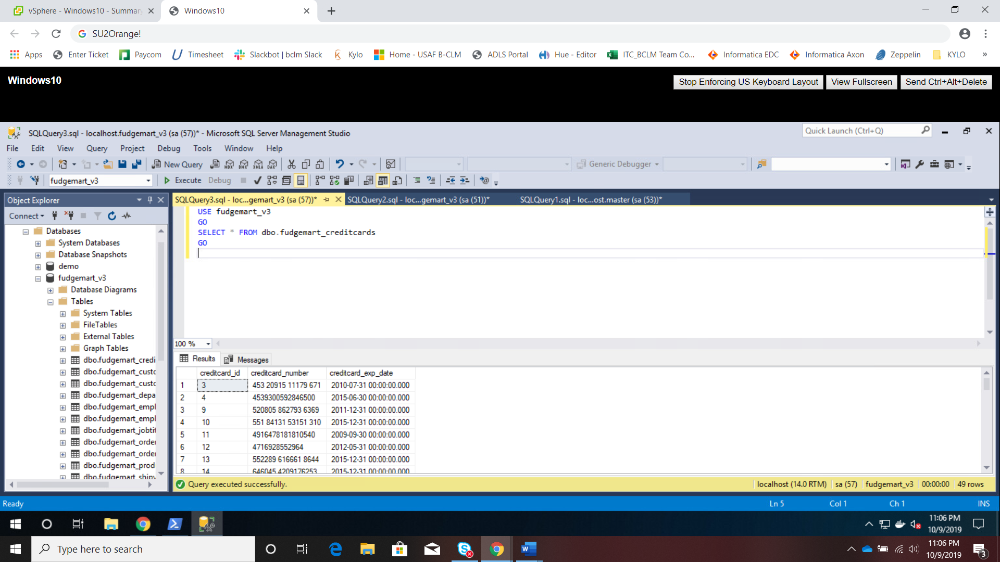 vSphere - Windows10 - Summar
Windows10
SU2Orange!
Apps
Enter Ticket
Paycom
Timesheet
Slackbot | bclm Slack
Kylo
Home - USAF B-CLM
ADLS Portal
Hue - Editor
ITC_BCLM Team Co...
Informatica EDC
Informatica Axon
Zeppelin
KYLO
»
Windows10
Stop Enforcing US Keyboard Layout
View Fullscreen
Send Ctrl+Alt+Delete
SQLQuery3.sql - localhost.fudgemart_v3 (sa (57))* - Microsoft SQL Server Management Studio
Quick Launch (Ctrl+Q)
File Edit View Query Project Debug Tools Window Help
New Query
MDX DMX XMLA DAX
Generic Debugger
fudgemart_v3
Execute
Debug
Object Explorer
SQLQuery3.sql - loc...gemart_v3 (sa (57))*
SQLQuery2.sql - loc...gemart_v3 (sa (51))*
SQLQuery1.sql - loc...ost.master (sa (53))*
Connect
Databases
System Databases
Database Snapshots
demo
fudgemart_v3
Database Diagrams
Tables
System Tables
FileTables
External Tables
Graph Tables
dbo.fudgemart_credi
dbo.fudgemart_custo
dbo.fudgemart_custo
dbo.fudgemart_depa
dbo.fudgemart_empl
dbo.fudgemart_empl
dbo.fudgemart_jobtit
dbo.fudgemart_order
dbo.fudgemart_order
dbo.fudgemart_prod
dbo.fudgemart_shipv
USE fudgemart_v3
GO
SELECT * FROM dbo.fudgemart_creditcards
GO
100 %
Results
Messages
creditcard_id creditcard_number creditcard_exp_date
1 3 453 20915 11179 671 2010-07-31 00:00:00.000
2 4 4539300592846500 2015-06-30 00:00:00.000
3 9 520805 862793 6369 2011-12-31 00:00:00.000
4 10 551 84131 53151 310 2015-12-31 00:00:00.000
5 11 4916478181810540 2009-09-30 00:00:00.000
6 12 4716928552964 2012-05-31 00:00:00.000
7 13 552289 616661 8644 2015-12-31 00:00:00.000
8 14 646045 4209176253 2015-12-31 00:00:00.000
Query executed successfully.
localhost (14.0 RTM)
sa (57)
fudgemart_v3
00:00:00
49 rows
Ready
Ln 5
Col 1
Ch 1
INS
11:06 PM
10/9/2019
Type here to search
11:06 PM
10/9/2019
3